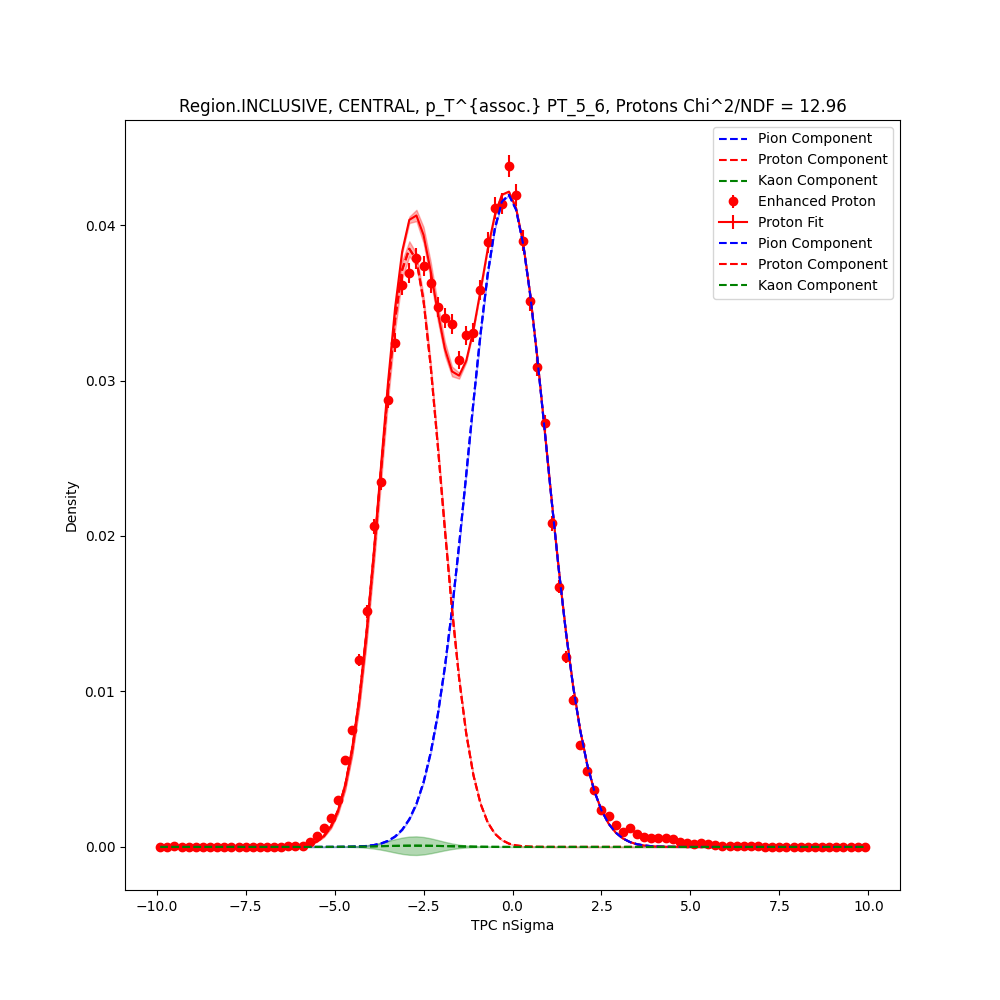 Region.INCLUSIVE, CENTRAL, p_T^{assoc.} PT_5_6, Protons Chi^2/NDF = 12.96
Pion Component
Proton Component
Kaon Component
Enhanced Proton
Proton Fit
Pion Component
Proton Component
Kaon Component
0.04
0.03
0.02
0.01
0.00
Density
−10.0 −7.5 −5.0 −2.5 0.0 2.5 5.0 7.5 10.0
TPC nSigma